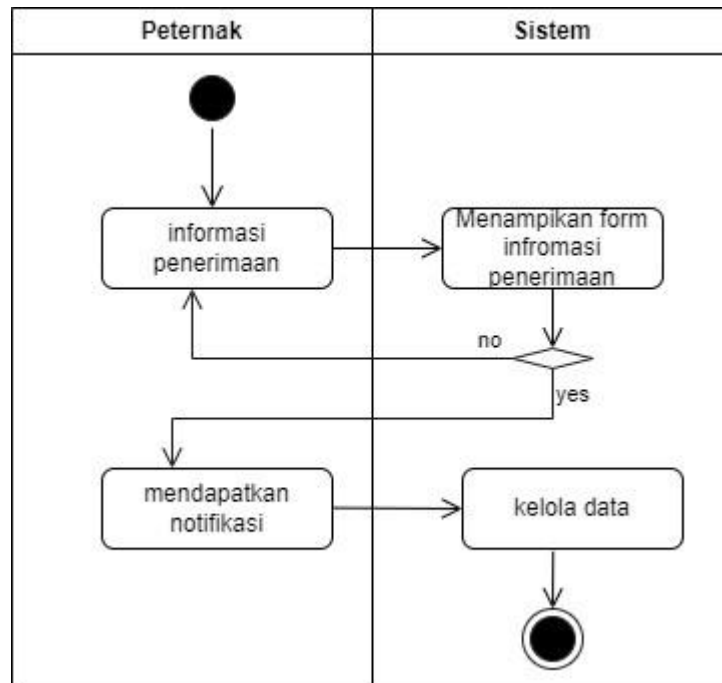 Peternak
Sistem
informasi
penerimaan
Menampikan form
infromasi
penerimaan
no
yes
mendapatkan
notifikasi
kelola data